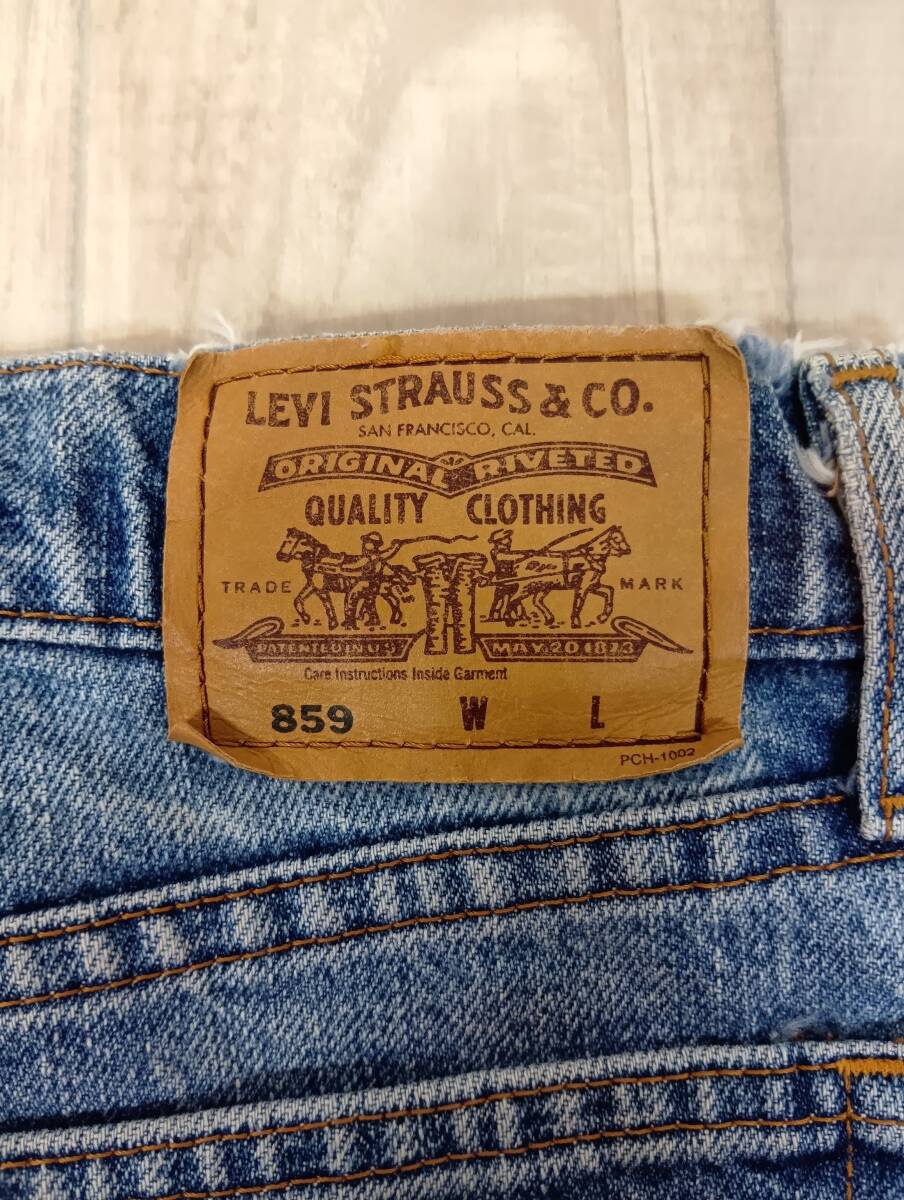 LEVI STRAUSS & CO.
SAN FRANCISCO, CAL.
ORIGINAL RIVETED
QUALITY CLOTHING
TRADE MARK
PATENTED IN U S MAY 20 1873
Care Instructions Inside Garment
859 W L
PCH-1002